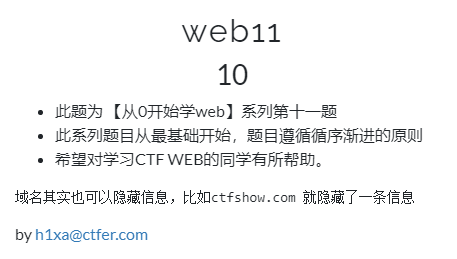 web11
10
此题为 【从0开始学web】系列第十一题
此系列题目从最基础开始，题目遵循循序渐进的原则
希望对学习CTF WEB的同学有所帮助。
域名其实也可以隐藏信息，比如ctfshow.com 就隐藏了一条信息
by h1xa@ctfer.com